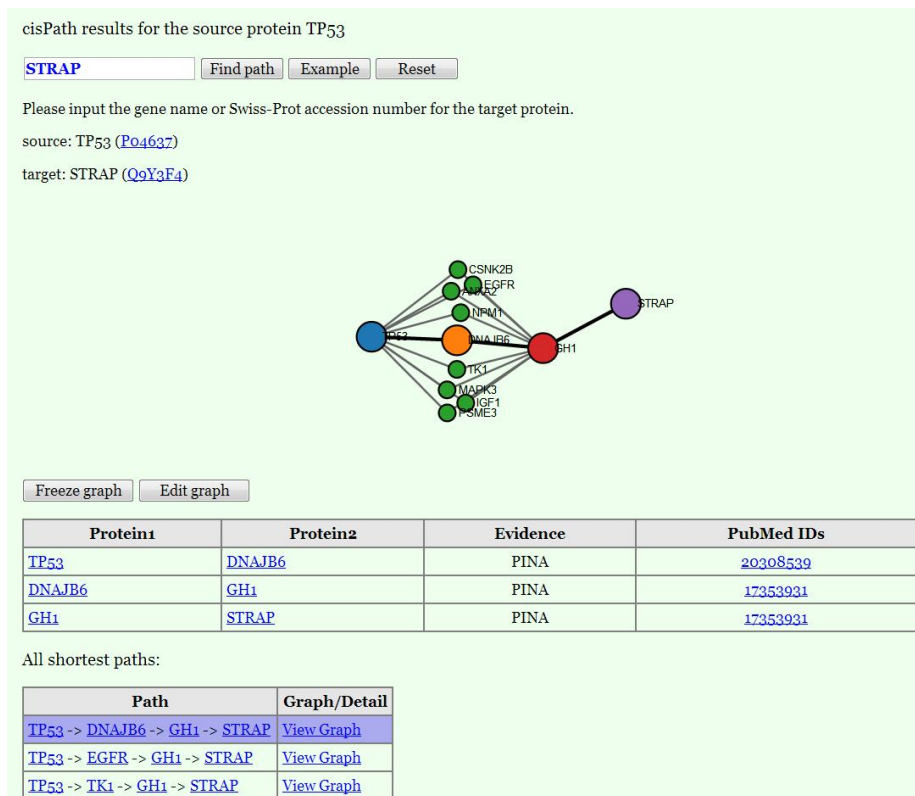 cisPath results for the source protein TP53
STRAP Find path Example Reset
Please input the gene name or Swiss-Prot accession number for the target protein.
source: TP53 (P04637)
target: STRAP (Q9Y3F4)
CSNK2B
EGFR
ANXA2
STRAP
NPM1
TP53
DNAJB6
GH1
TK1
MAPK3
IGF1
PSME3
Freeze graph Edit graph
Protein1 Protein2 Evidence PubMed IDs
TP53 DNAJB6 PINA 20308539
DNAJB6 GH1 PINA 17353931
GH1 STRAP PINA 17353931
All shortest paths:
Path Graph/Detail
TP53 -> DNAJB6 -> GH1 -> STRAP View Graph
TP53 -> EGFR -> GH1 -> STRAP View Graph
TP53 -> TK1 -> GH1 -> STRAP View Graph